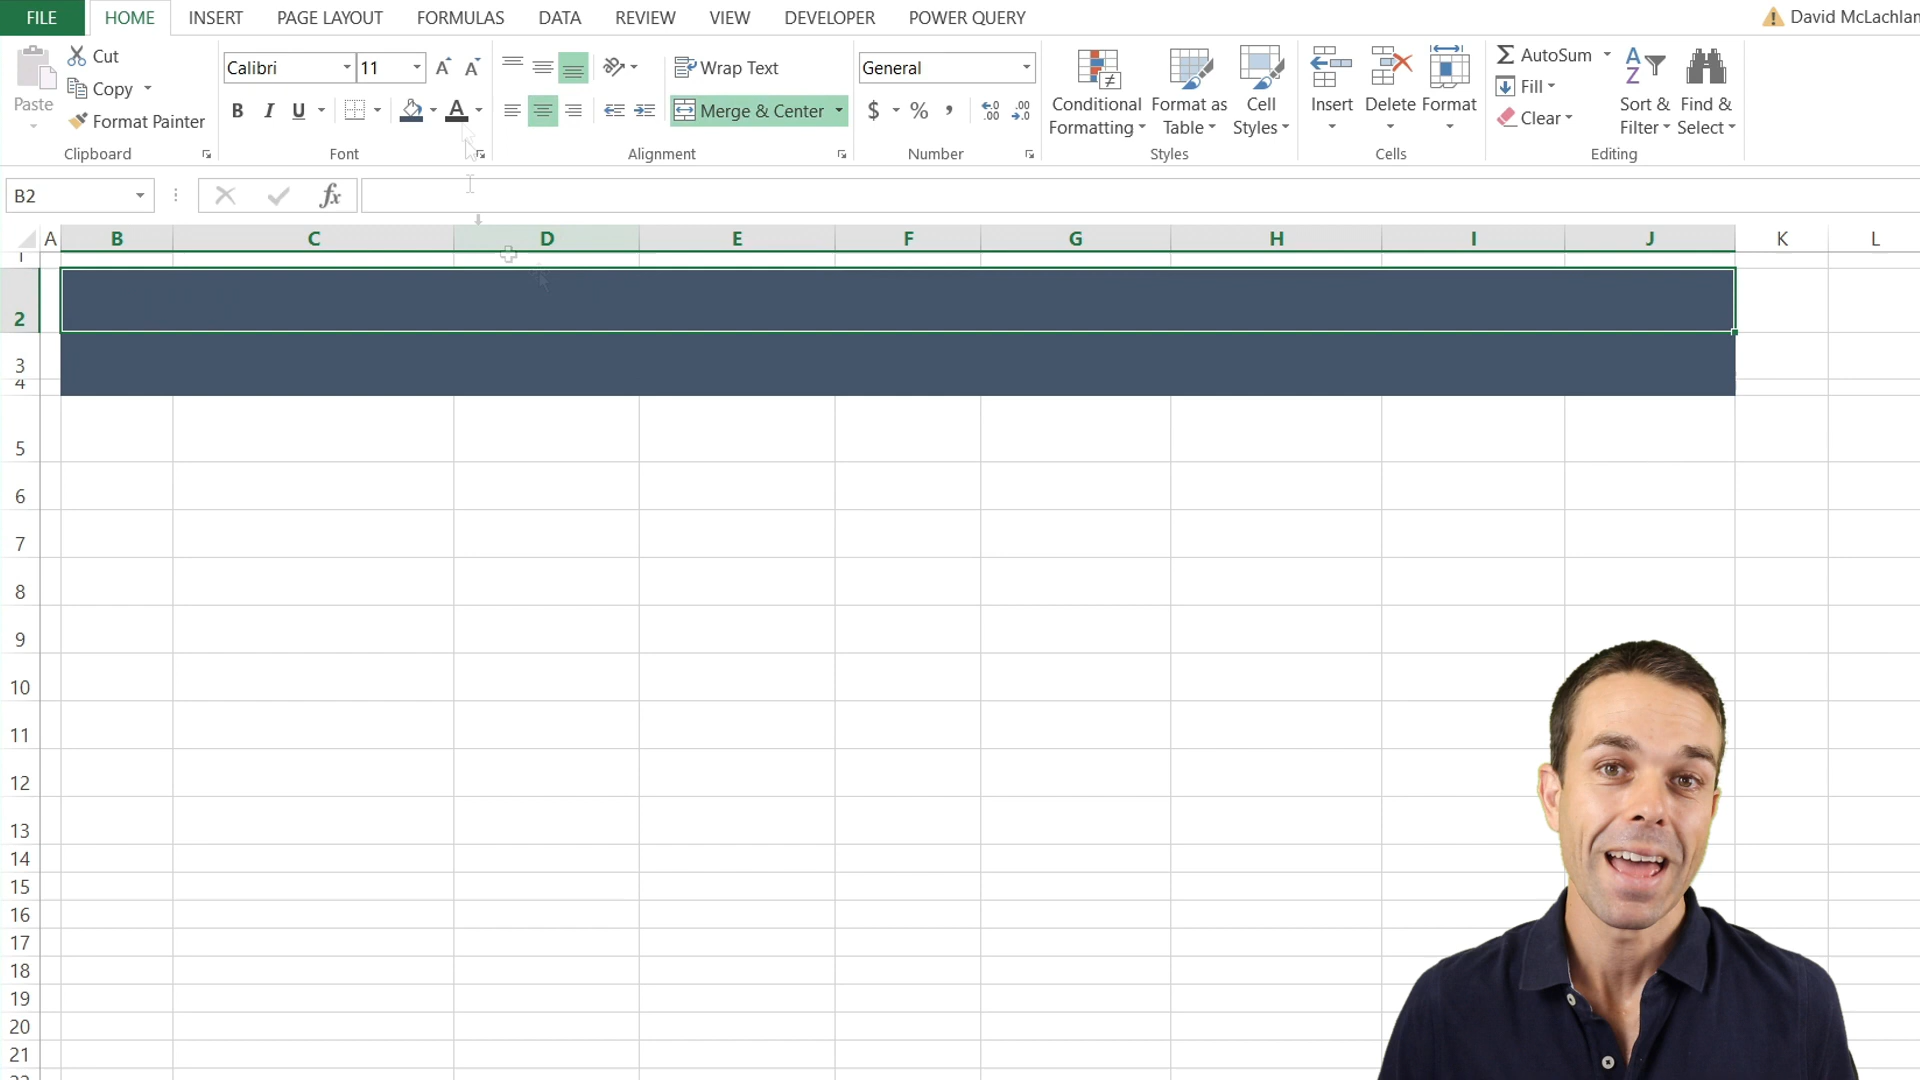 FILE HOME INSERT PAGE LAYOUT FORMULAS DATA REVIEW VIEW DEVELOPER POWER QUERY David McLachlan
Cut
Copy
Format Painter
Paste
Clipboard
Calibri 11
B I U A
Font
Wrap Text
Merge & Center
Alignment
General
$ % ,
Number
Conditional Formatting
Format as Table
Cell Styles
Styles
Insert Delete Format
Cells
AutoSum
Fill
Clear
Sort & Filter
Find & Select
Editing
B2 fx
A B C D E F G H I J K L
1
2
3
4
5
6
7
8
9
10
11
12
13
14
15
16
17
18
19
20
21